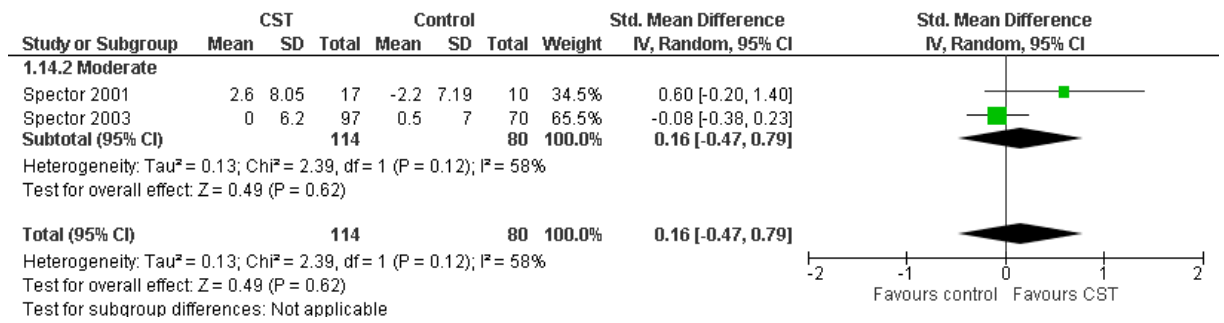 CST Control Std. Mean Difference Std. Mean Difference
Study or Subgroup Mean SD Total Mean SD Total Weight IV, Random, 95% CI IV, Random, 95% CI
1.14.2 Moderate
Spector 2001 2.6 8.05 17 -2.2 7.19 10 34.5% 0.60 [-0.20, 1.40]
Spector 2003 0 6.2 97 0.5 7 70 65.5% -0.08 [-0.38, 0.23]
Subtotal (95% CI) 114 80 100.0% 0.16 [-0.47, 0.79]
Heterogeneity: Tau² = 0.13; Chi² = 2.39, df = 1 (P = 0.12); I² = 58%
Test for overall effect: Z = 0.49 (P = 0.62)
Total (95% CI) 114 80 100.0% 0.16 [-0.47, 0.79]
Heterogeneity: Tau² = 0.13; Chi² = 2.39, df = 1 (P = 0.12); I² = 58%
Test for overall effect: Z = 0.49 (P = 0.62)
Test for subgroup differences: Not applicable
-2 -1 0 1 2
Favours control Favours CST